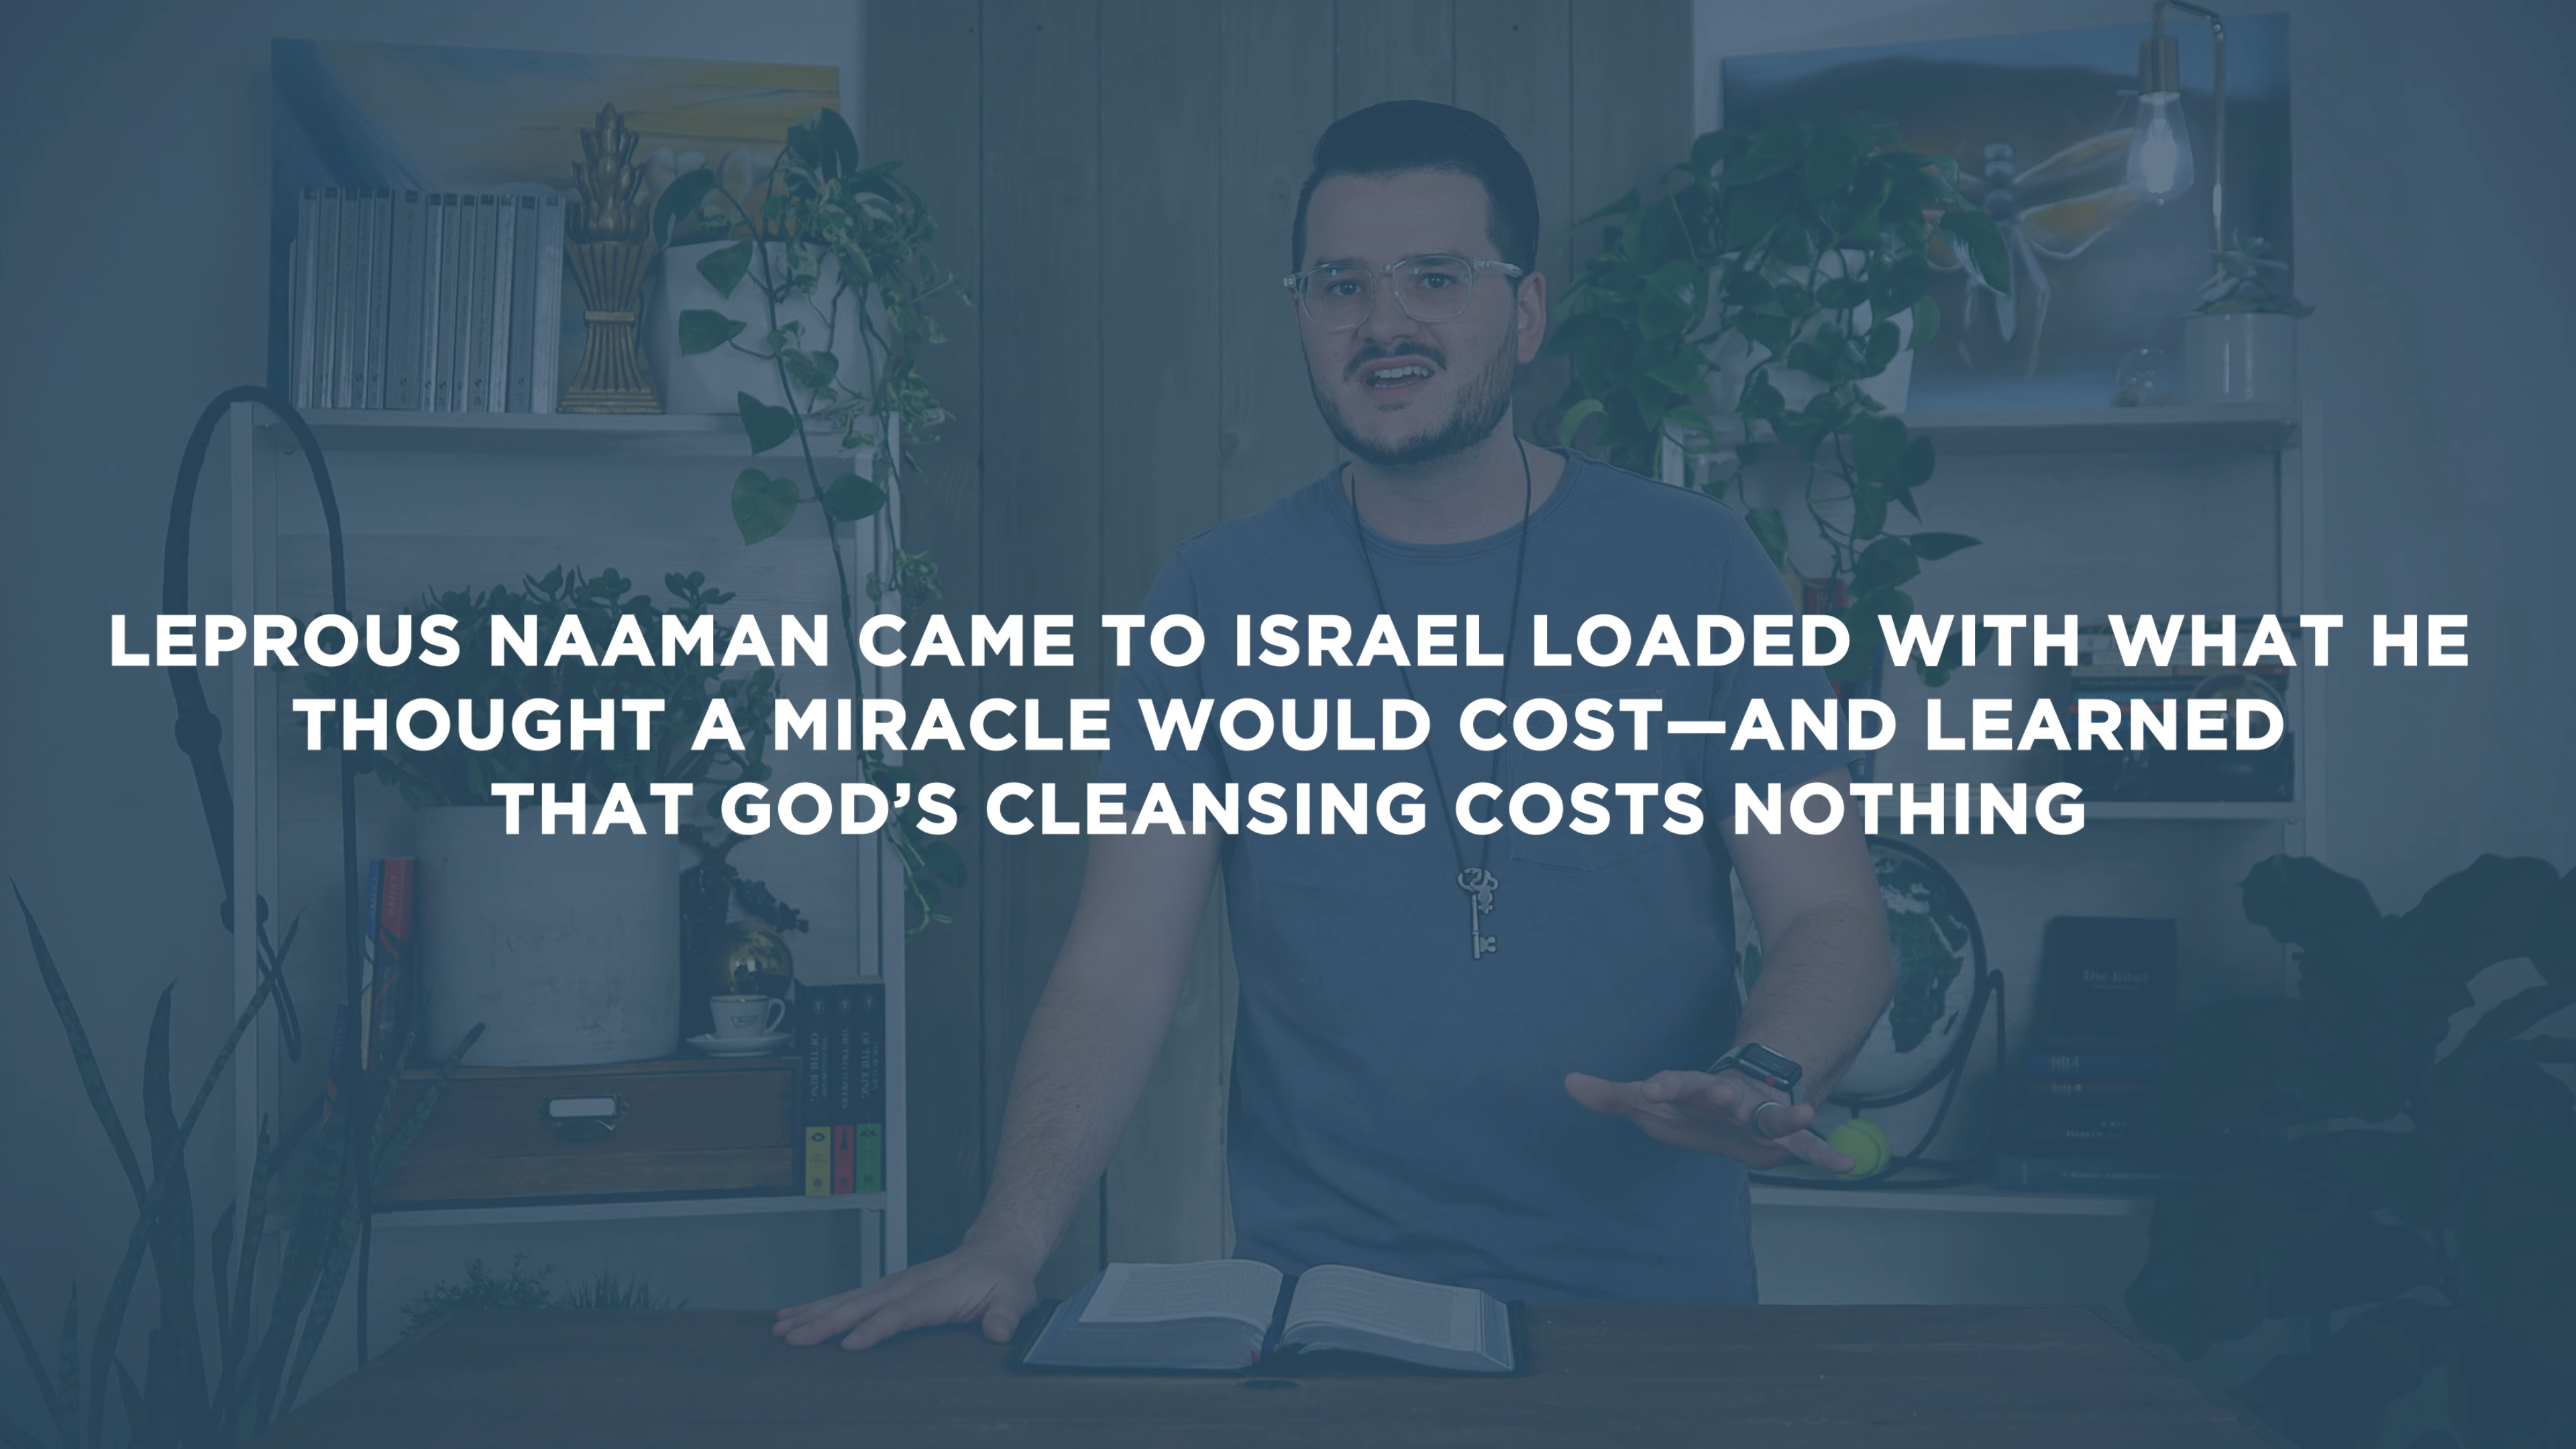 LEPROUS NAAMAN CAME TO ISRAEL LOADED WITH WHAT HE
THOUGHT A MIRACLE WOULD COST—AND LEARNED
THAT GOD'S CLEANSING COSTS NOTHING